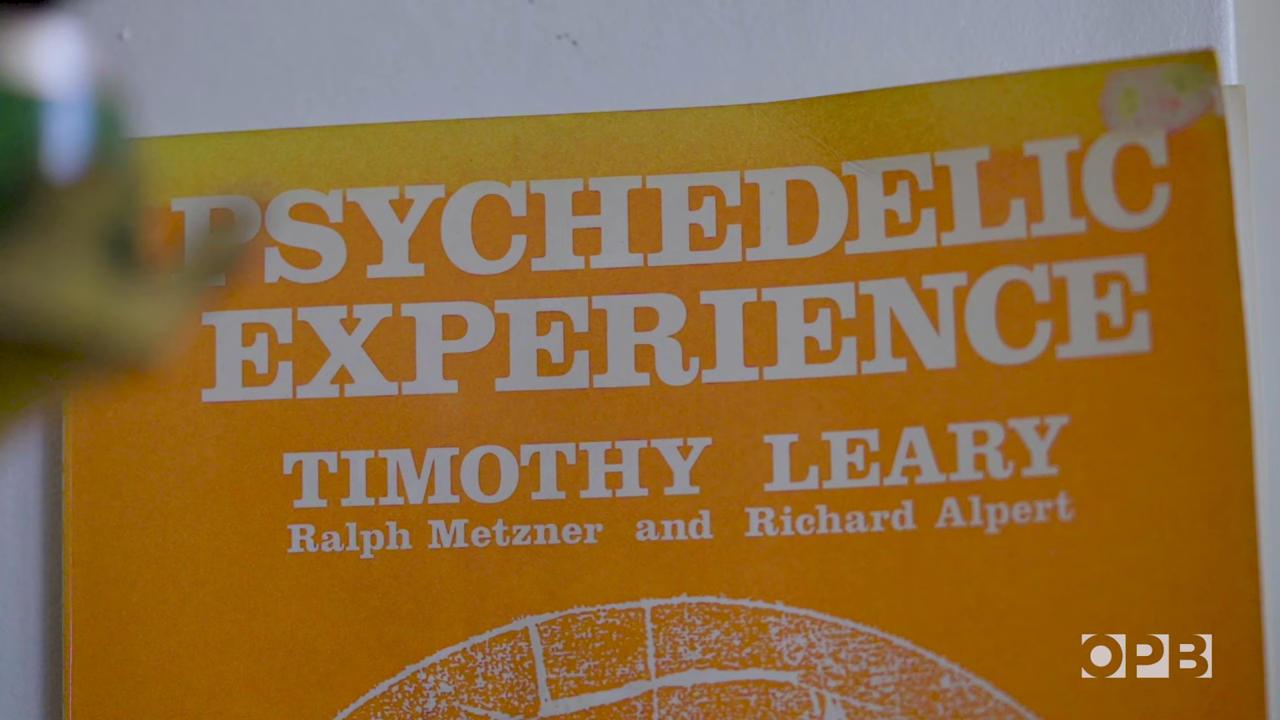 PSYCHEDELIC
EXPERIENCE
TIMOTHY LEARY
Ralph Metzner and Richard Alpert
OPB